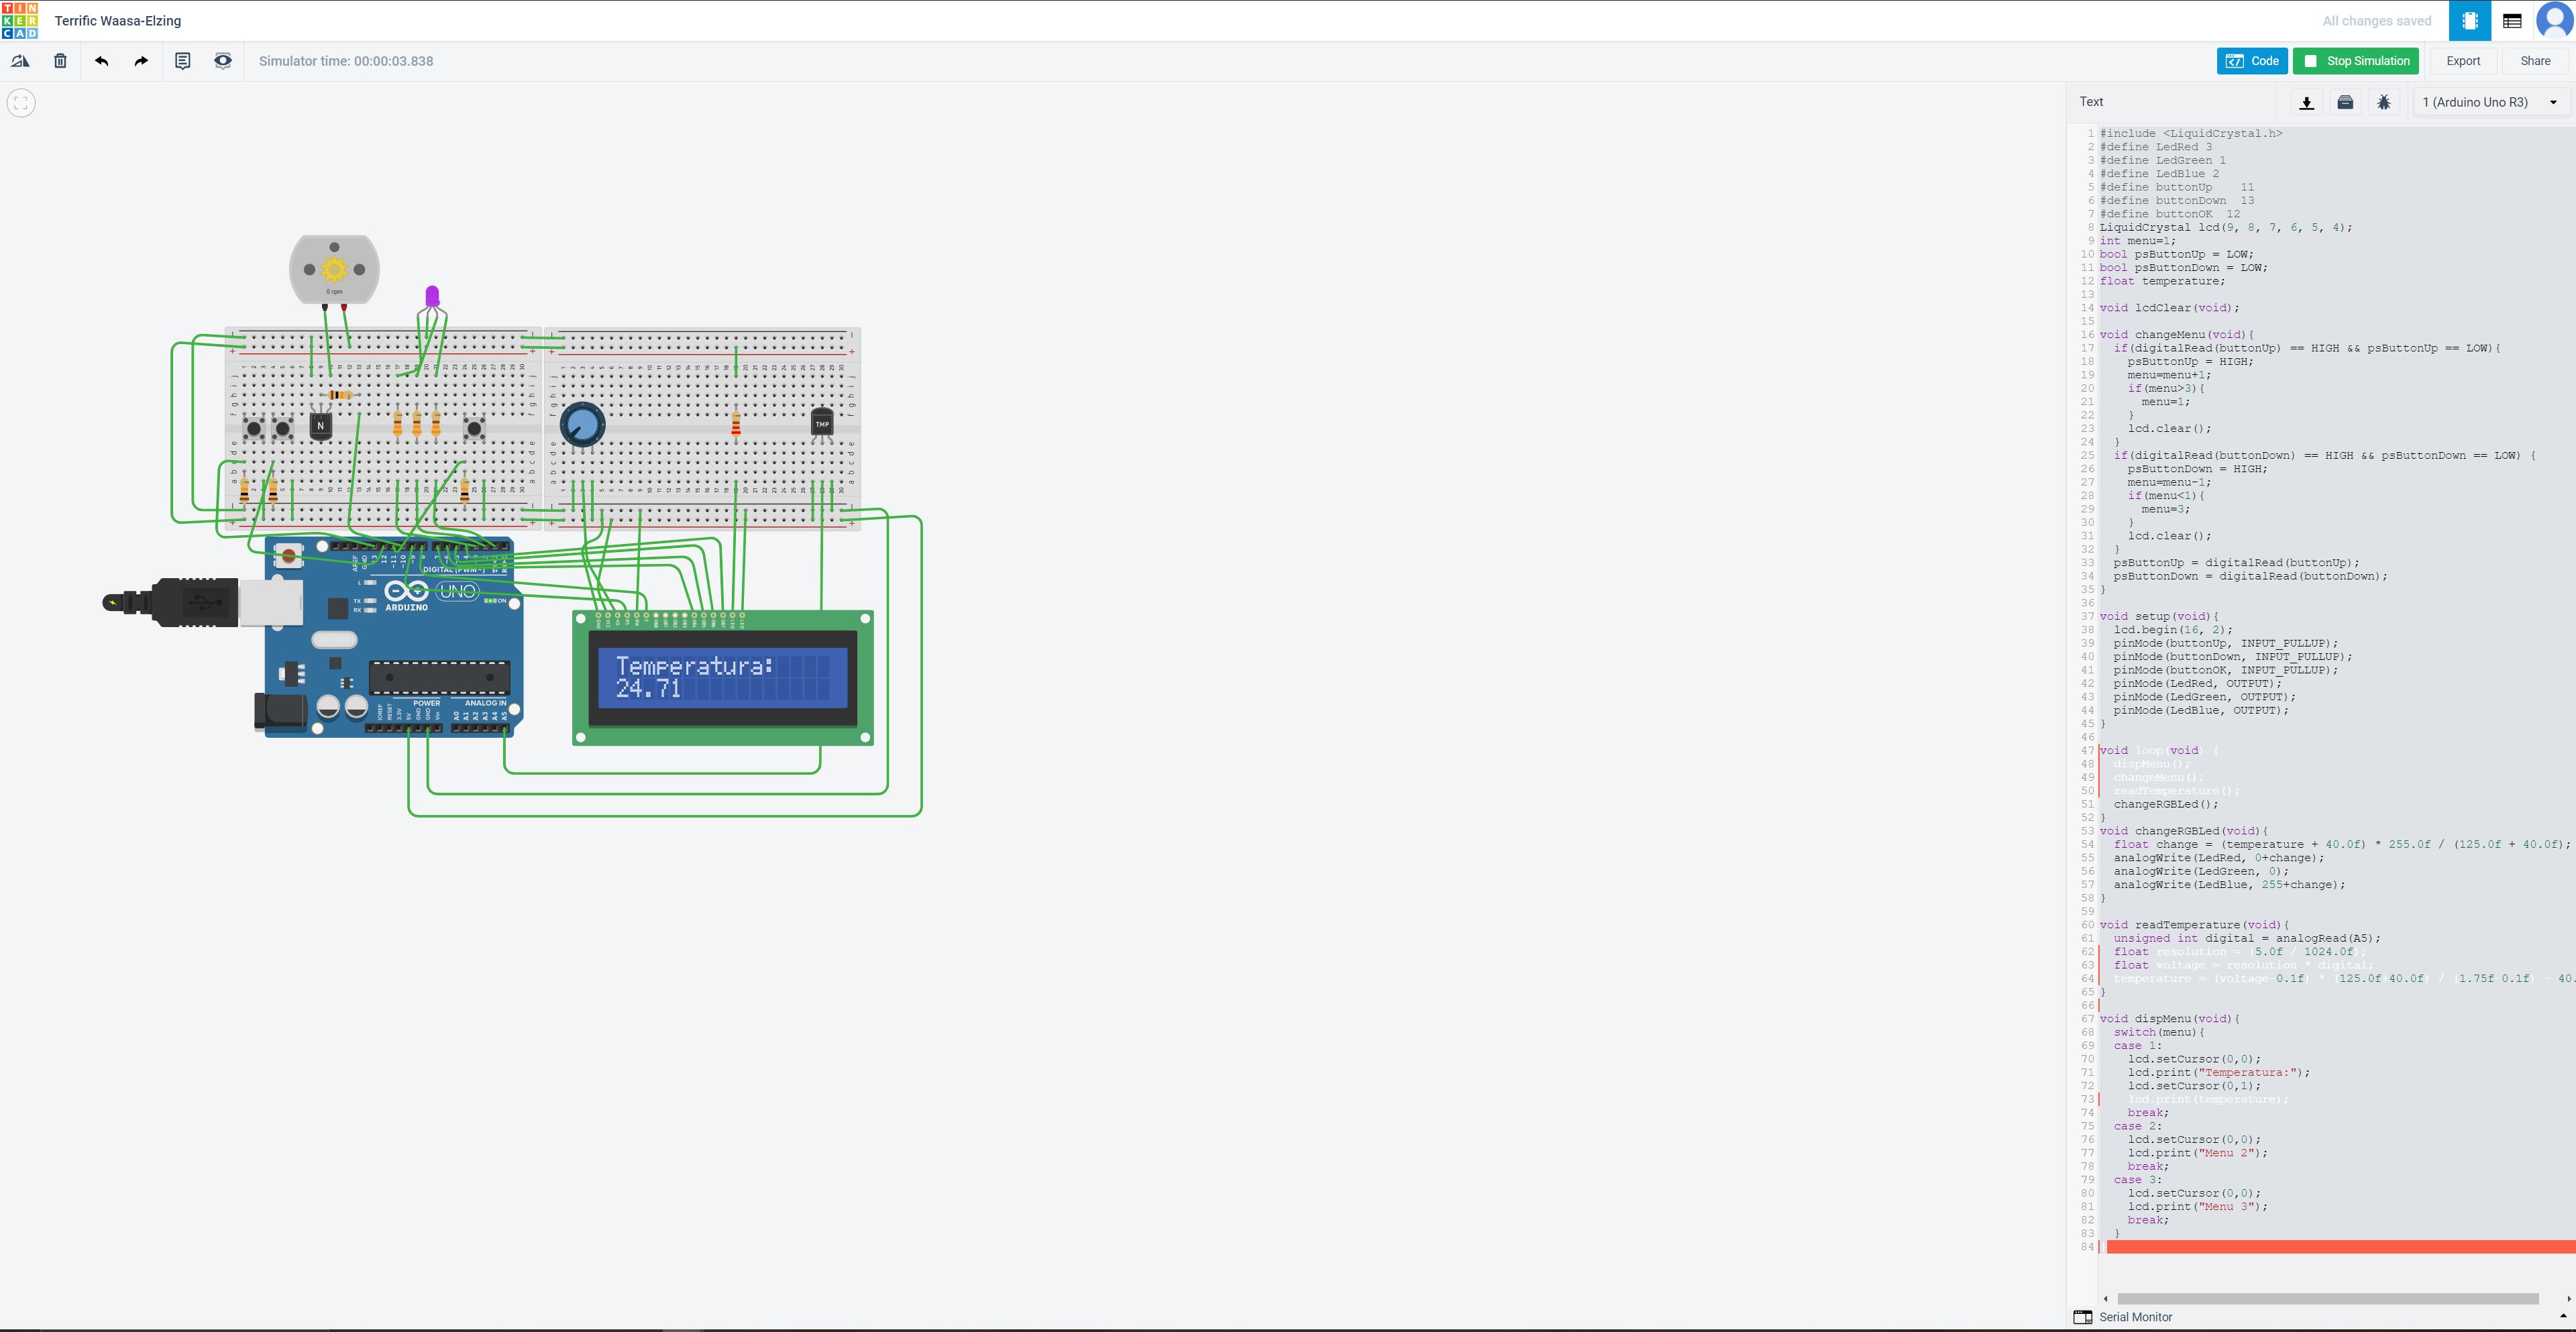 TIN
KER
CAD
Terrific Waasa-Elzing
All changes saved
Simulator time: 00:00:03.838
Code
Stop Simulation
Export
Share
Text
1 (Arduino Uno R3)
1 #include <LiquidCrystal.h>
2 #define LedRed 3
3 #define LedGreen 1
4 #define LedBlue 2
5 #define buttonUp    11
6 #define buttonDown  13
7 #define buttonOK  12
8 LiquidCrystal lcd(9, 8, 7, 6, 5, 4);
9 int menu=1;
10 bool psButtonUp = LOW;
11 bool psButtonDown = LOW;
12 float temperature;
13
14 void lcdClear(void);
15
16 void changeMenu(void){
17   if(digitalRead(buttonUp) == HIGH && psButtonUp == LOW){
18     psButtonUp = HIGH;
19     menu=menu+1;
20     if(menu>3){
21       menu=1;
22     }
23     lcd.clear();
24   }
25   if(digitalRead(buttonDown) == HIGH && psButtonDown == LOW) {
26     psButtonDown = HIGH;
27     menu=menu-1;
28     if(menu<1){
29       menu=3;
30     }
31     lcd.clear();
32   }
33   psButtonUp = digitalRead(buttonUp);
34   psButtonDown = digitalRead(buttonDown);
35 }
36
37 void setup(void){
38   lcd.begin(16, 2);
39   pinMode(buttonUp, INPUT_PULLUP);
40   pinMode(buttonDown, INPUT_PULLUP);
41   pinMode(buttonOK, INPUT_PULLUP);
42   pinMode(LedRed, OUTPUT);
43   pinMode(LedGreen, OUTPUT);
44   pinMode(LedBlue, OUTPUT);
45 }
46
47 void loop(void) {
48   dispMenu();
49   changeMenu();
50   readTemperature();
51   changeRGBLed();
52 }
53 void changeRGBLed(void){
54   float change = (temperature + 40.0f) * 255.0f / (125.0f + 40.0f);
55   analogWrite(LedRed, 0+change);
56   analogWrite(LedGreen, 0);
57   analogWrite(LedBlue, 255+change);
58 }
59
60 void readTemperature(void){
61   unsigned int digital = analogRead(A5);
62   float resolution = (5.0f / 1024.0f);
63   float voltage = resolution * digital;
64   temperature = (voltage 0.1f) * (125.0f 40.0f) / (1.75f 0.1f) - 40.
65 }
66
67 void dispMenu(void){
68   switch(menu){
69   case 1:
70     lcd.setCursor(0,0);
71     lcd.print("Temperatura:");
72     lcd.setCursor(0,1);
73     lcd.print(temperature);
74     break;
75   case 2:
76     lcd.setCursor(0,0);
77     lcd.print("Menu 2");
78     break;
79   case 3:
80     lcd.setCursor(0,0);
81     lcd.print("Menu 3");
82     break;
83   }
84
Serial Monitor
0 rpm
N
TMP
DIGITAL (PWM~)
UNO
ARDUINO
L
TX
RX
ON
POWER
ANALOG IN
IOREF
RESET
3.3V
5V
GND
GND
Vin
A0
A1
A2
A3
A4
A5
Temperatura:
24.71